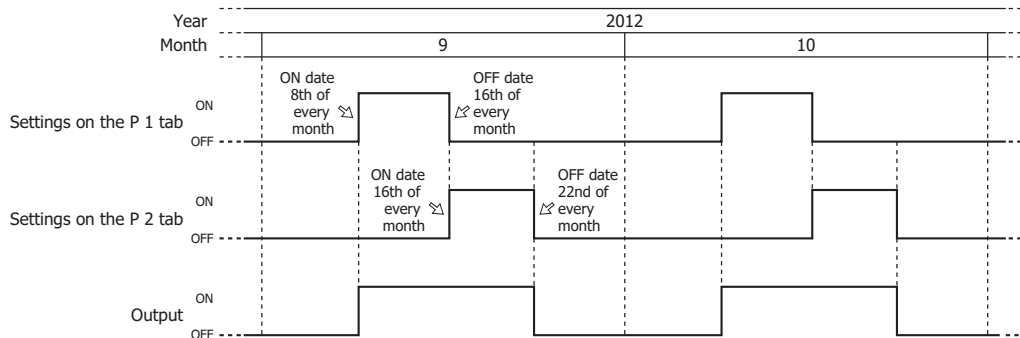 Year
2012
Month
9
10
ON date
8th of
every
month
OFF date
16th of
every
month
Settings on the P 1 tab
ON
OFF
ON date
16th of
every
month
OFF date
22nd of
every
month
Settings on the P 2 tab
ON
OFF
Output
ON
OFF